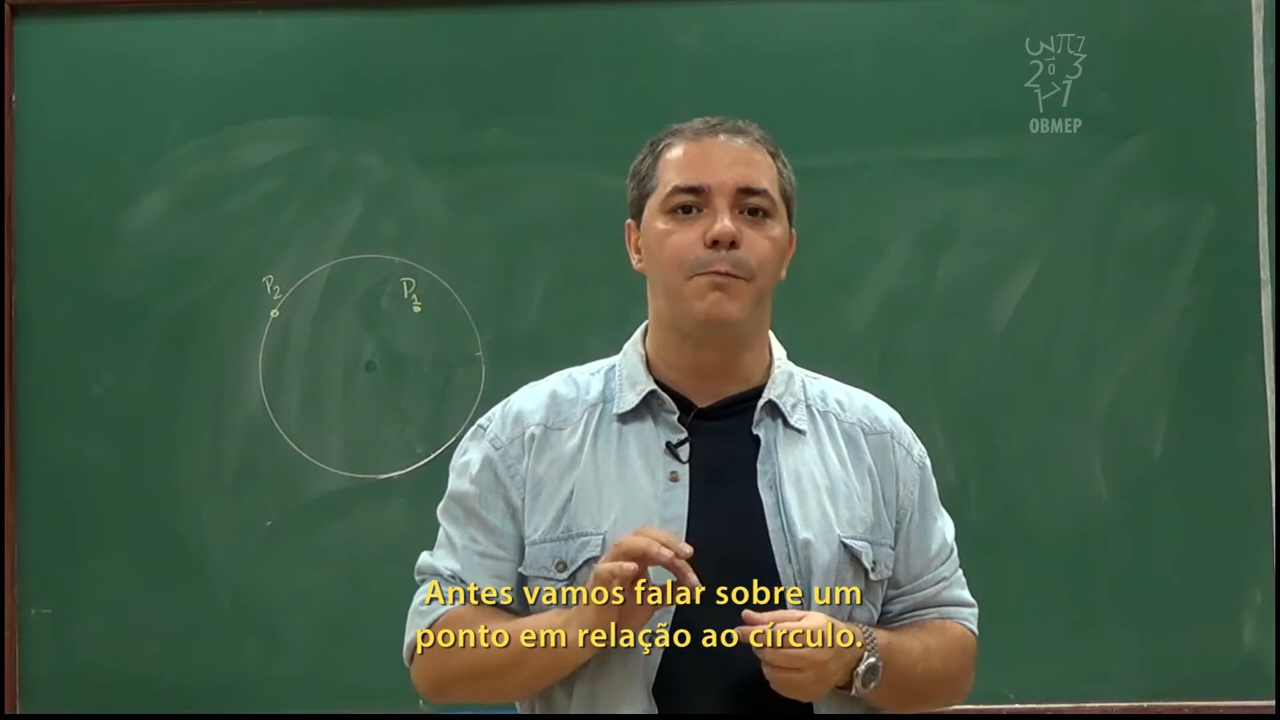 OBMEP
P2
P1
Antes vamos falar sobre um
ponto em relação ao círculo.